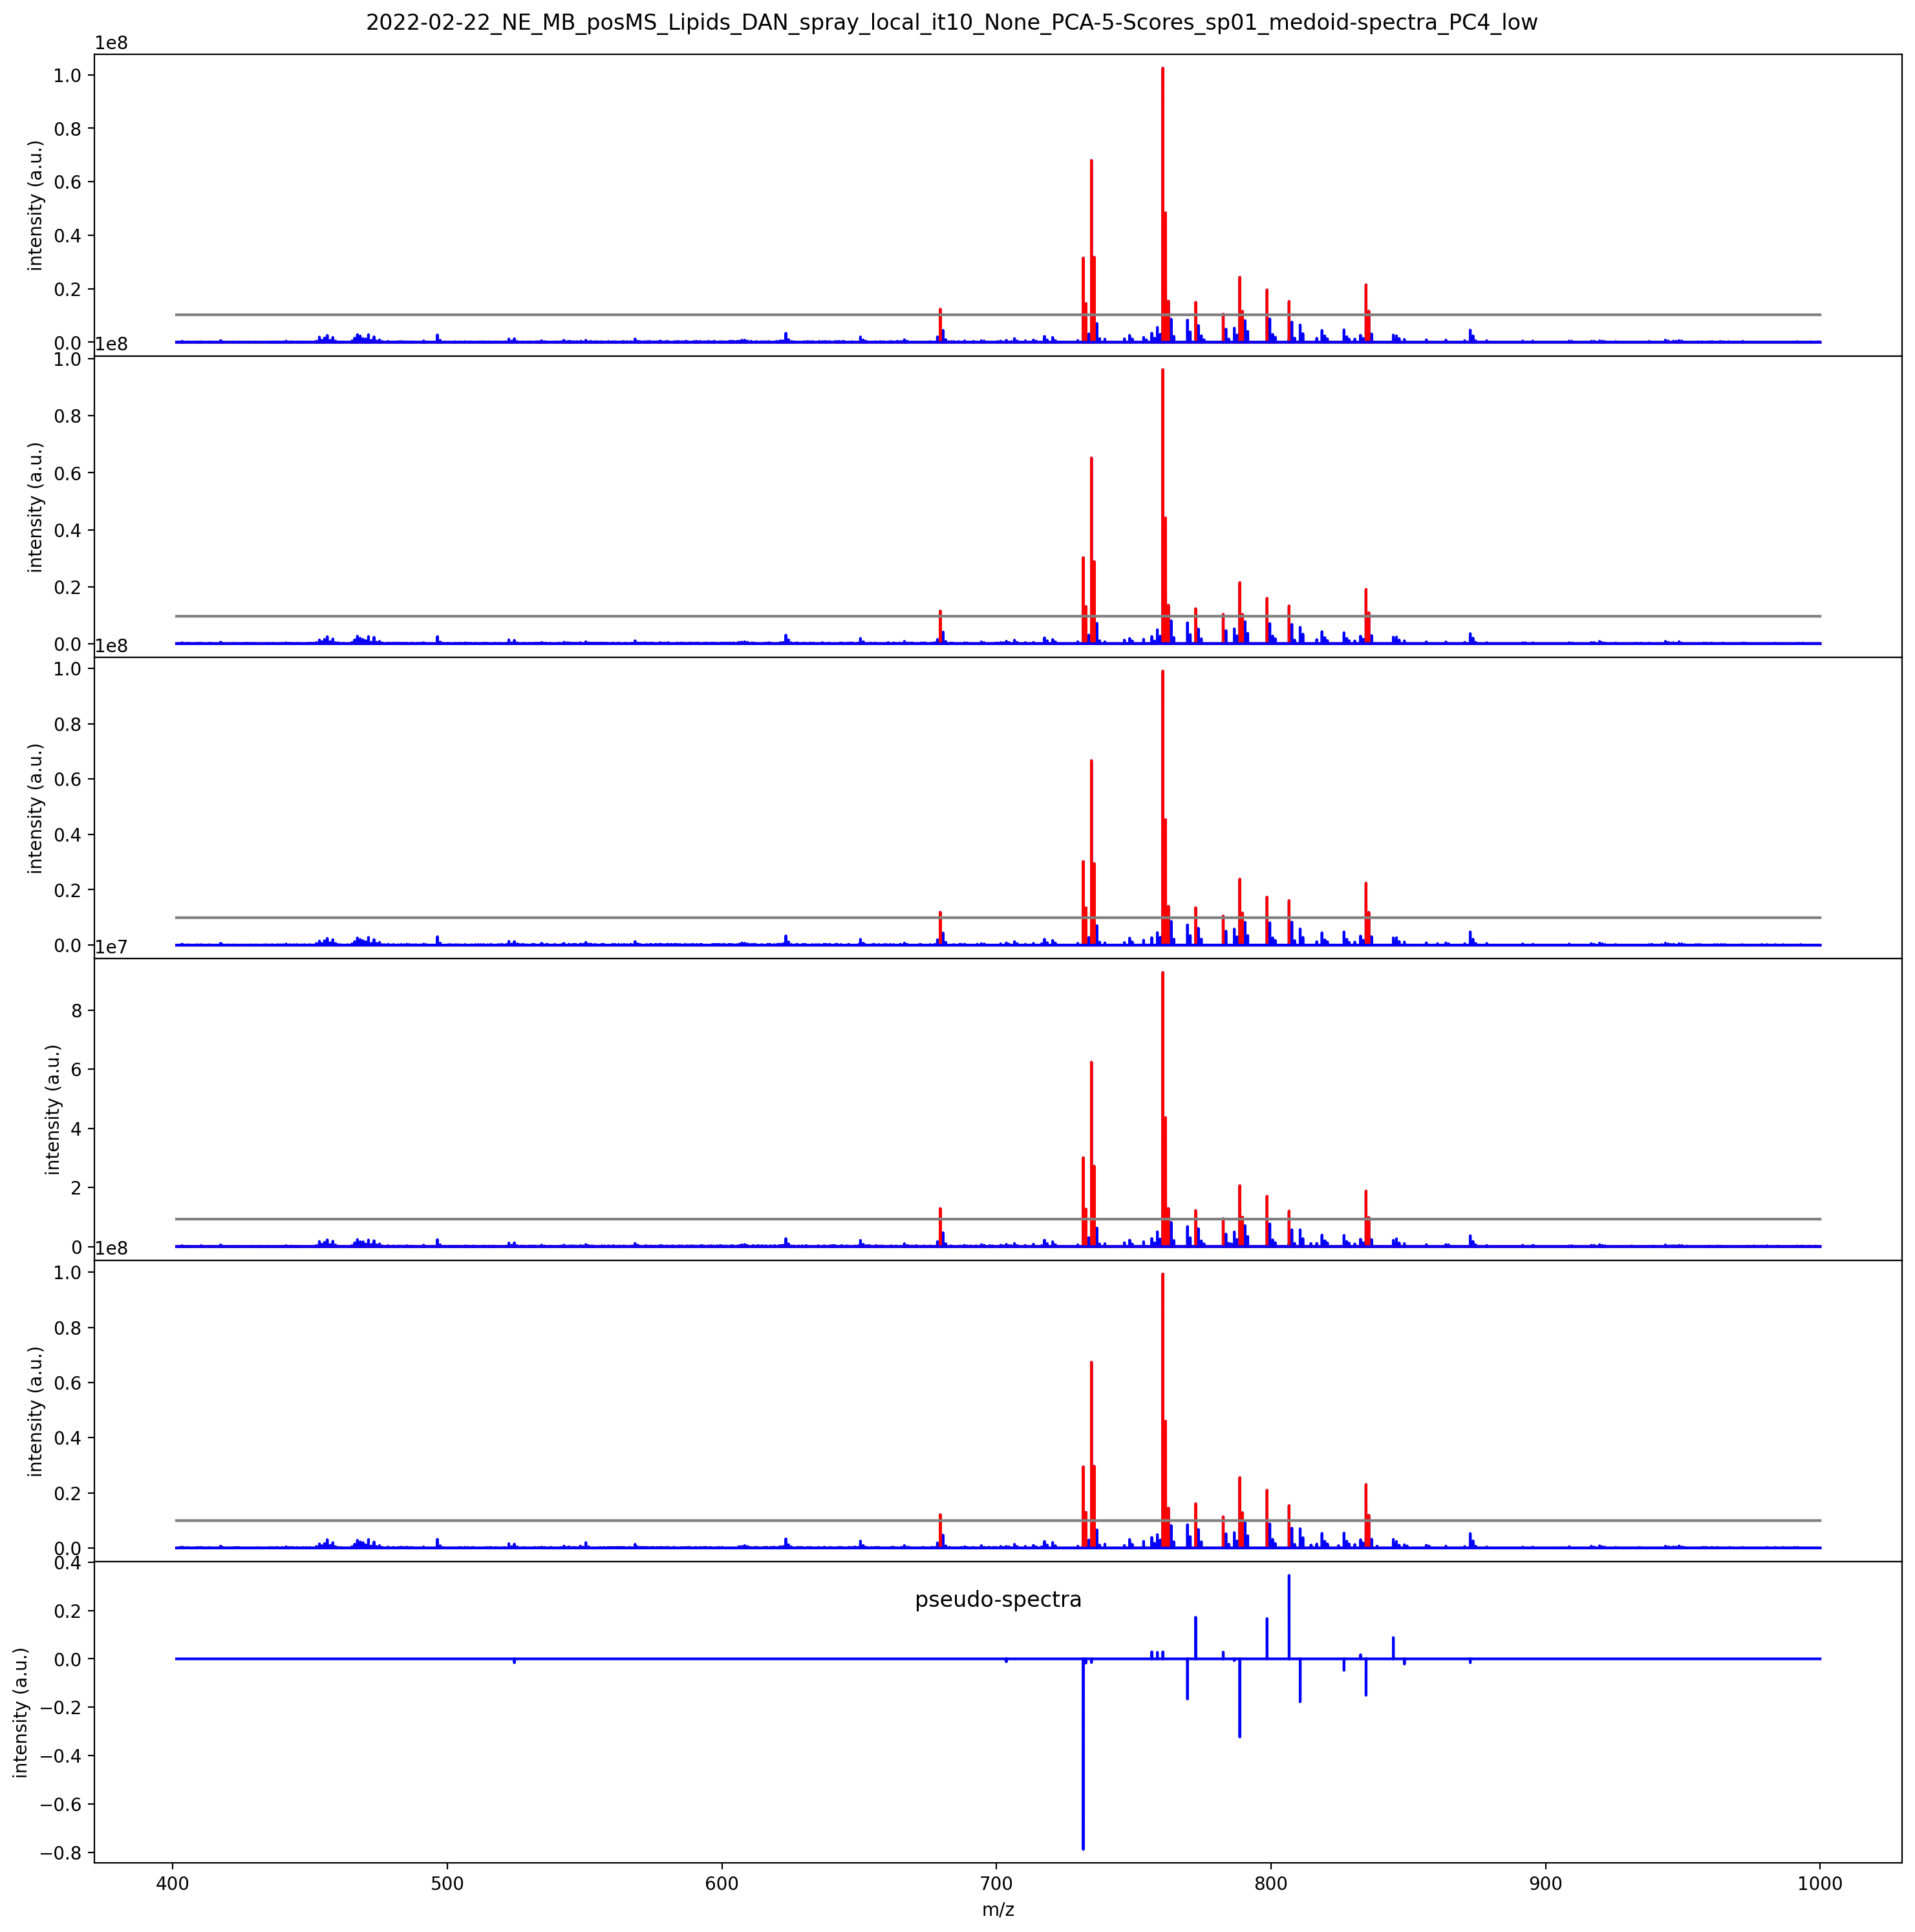 2022-02-22_NE_MB_posMS_Lipids_DAN_spray_local_it10_None_PCA-5-Scores_sp01_medoid-spectra_PC4_low
1e8
1.0
0.8
0.6
0.4
0.2
0.0
intensity (a.u.)
1e8
1.0
0.8
0.6
0.4
0.2
0.0
intensity (a.u.)
1e8
1.0
0.8
0.6
0.4
0.2
0.0
intensity (a.u.)
1e7
8
6
4
2
0
intensity (a.u.)
1e8
1.0
0.8
0.6
0.4
0.2
0.0
intensity (a.u.)
0.4
pseudo-spectra
0.2
0.0
−0.2
−0.4
−0.6
−0.8
intensity (a.u.)
400 500 600 700 800 900 1000
m/z